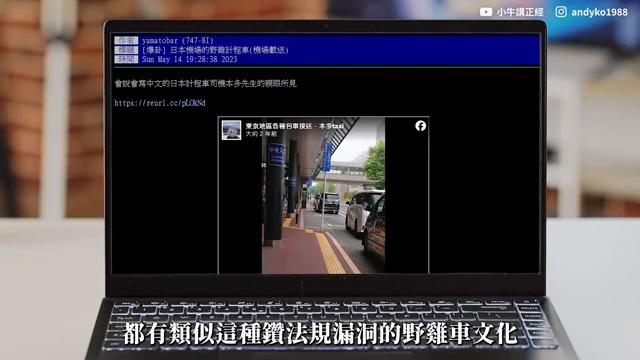 小牛講正經
andyko1988
作者 yamatobar (747-8I)
標題 [爆卦] 日本機場的野雞計程車(機場載送)
時間 Sun May 14 19:28:38 2023
會說會寫中文的日本計程車司機本多先生的親眼所見
https://reurl.cc/pLOkNd
東京地區各種包車接送 - 本多taxi
大約 2 年前
都有類似這種鑽法規漏洞的野雞車文化